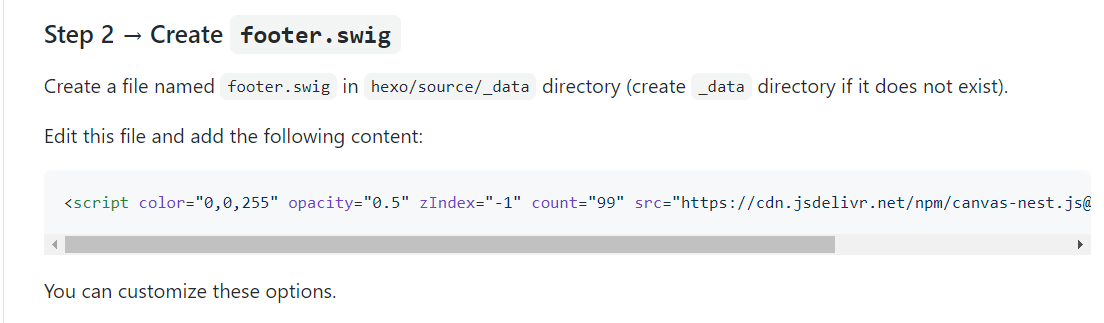 Step 2 → Create footer.swig
Create a file named footer.swig in hexo/source/_data directory (create _data directory if it does not exist).
Edit this file and add the following content:
<script color="0,0,255" opacity="0.5" zIndex="-1" count="99" src="https://cdn.jsdelivr.net/npm/canvas-nest.js@
You can customize these options.